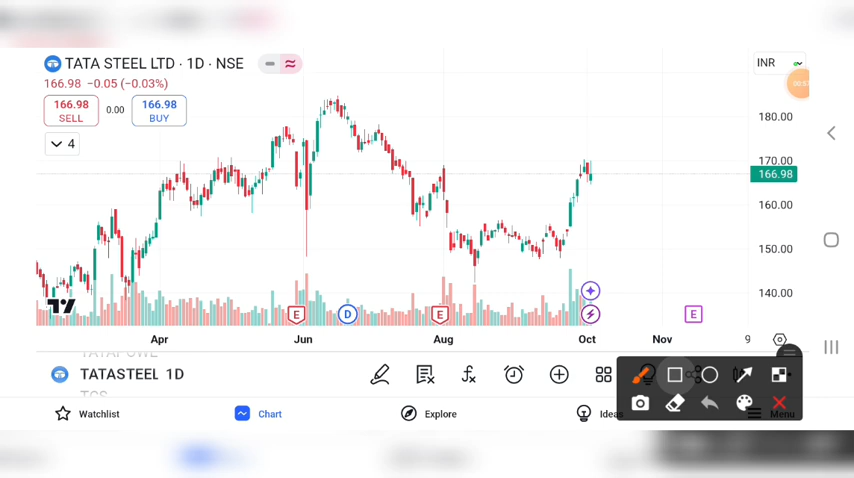 TATA STEEL LTD · 1D · NSE
INR
166.98 −0.05 (−0.03%)
166.98
SELL
0.00
166.98
BUY
4
180.00
170.00
166.98
160.00
150.00
140.00
E
D
E
E
Apr
Jun
Aug
Oct
Nov
9
TATASTEEL 1D
Watchlist
Chart
Explore
Ideas
Menu